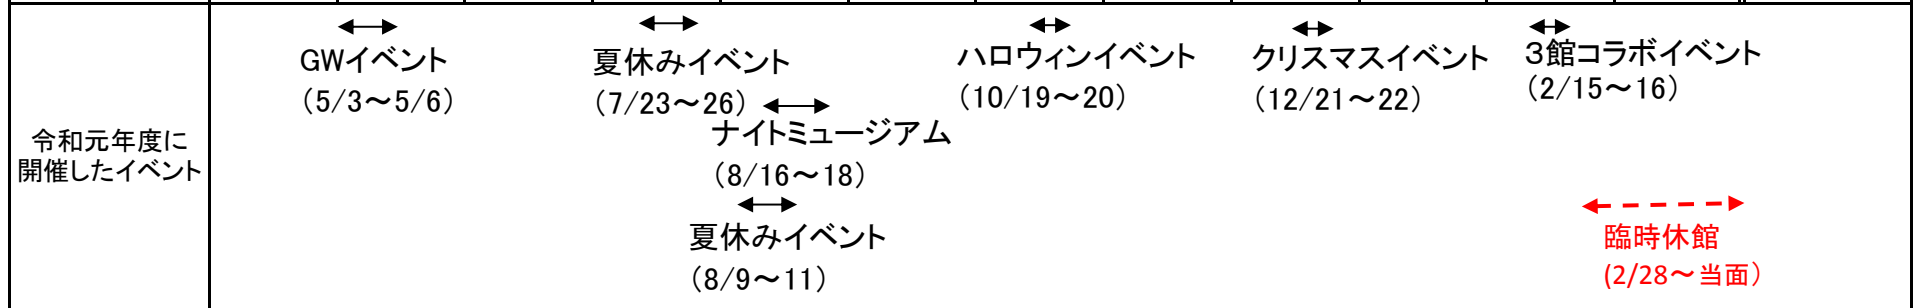 令和元年度に
開催したイベント
GWイベント
（5/3～5/6）
夏休みイベント
（7/23～26）
ナイトミュージアム
（8/16～18）
夏休みイベント
（8/9～11）
ハロウィンイベント
（10/19～20）
クリスマスイベント
（12/21～22）
３館コラボイベント
（2/15～16）
臨時休館
(2/28～当面）